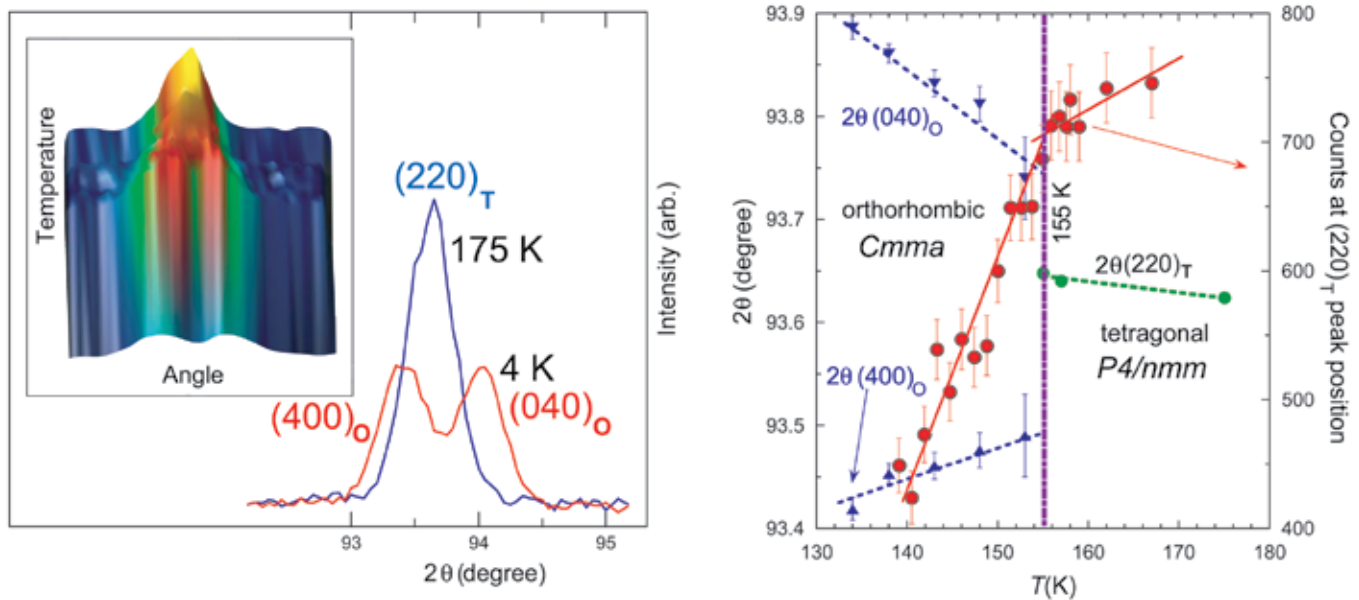 Temperature
Angle
(220)T
175 K
4 K
(400)O
(040)O
93
94
95
2θ (degree)
Intensity (arb.)
93.9
93.8
93.7
93.6
93.5
93.4
2θ (degree)
2θ (040)O
orthorhombic
Cmma
2θ (400)O
155 K
2θ(220)T
tetragonal
P4/nmm
130
140
150
160
170
180
T(K)
800
700
600
500
400
Counts at (220)T peak position